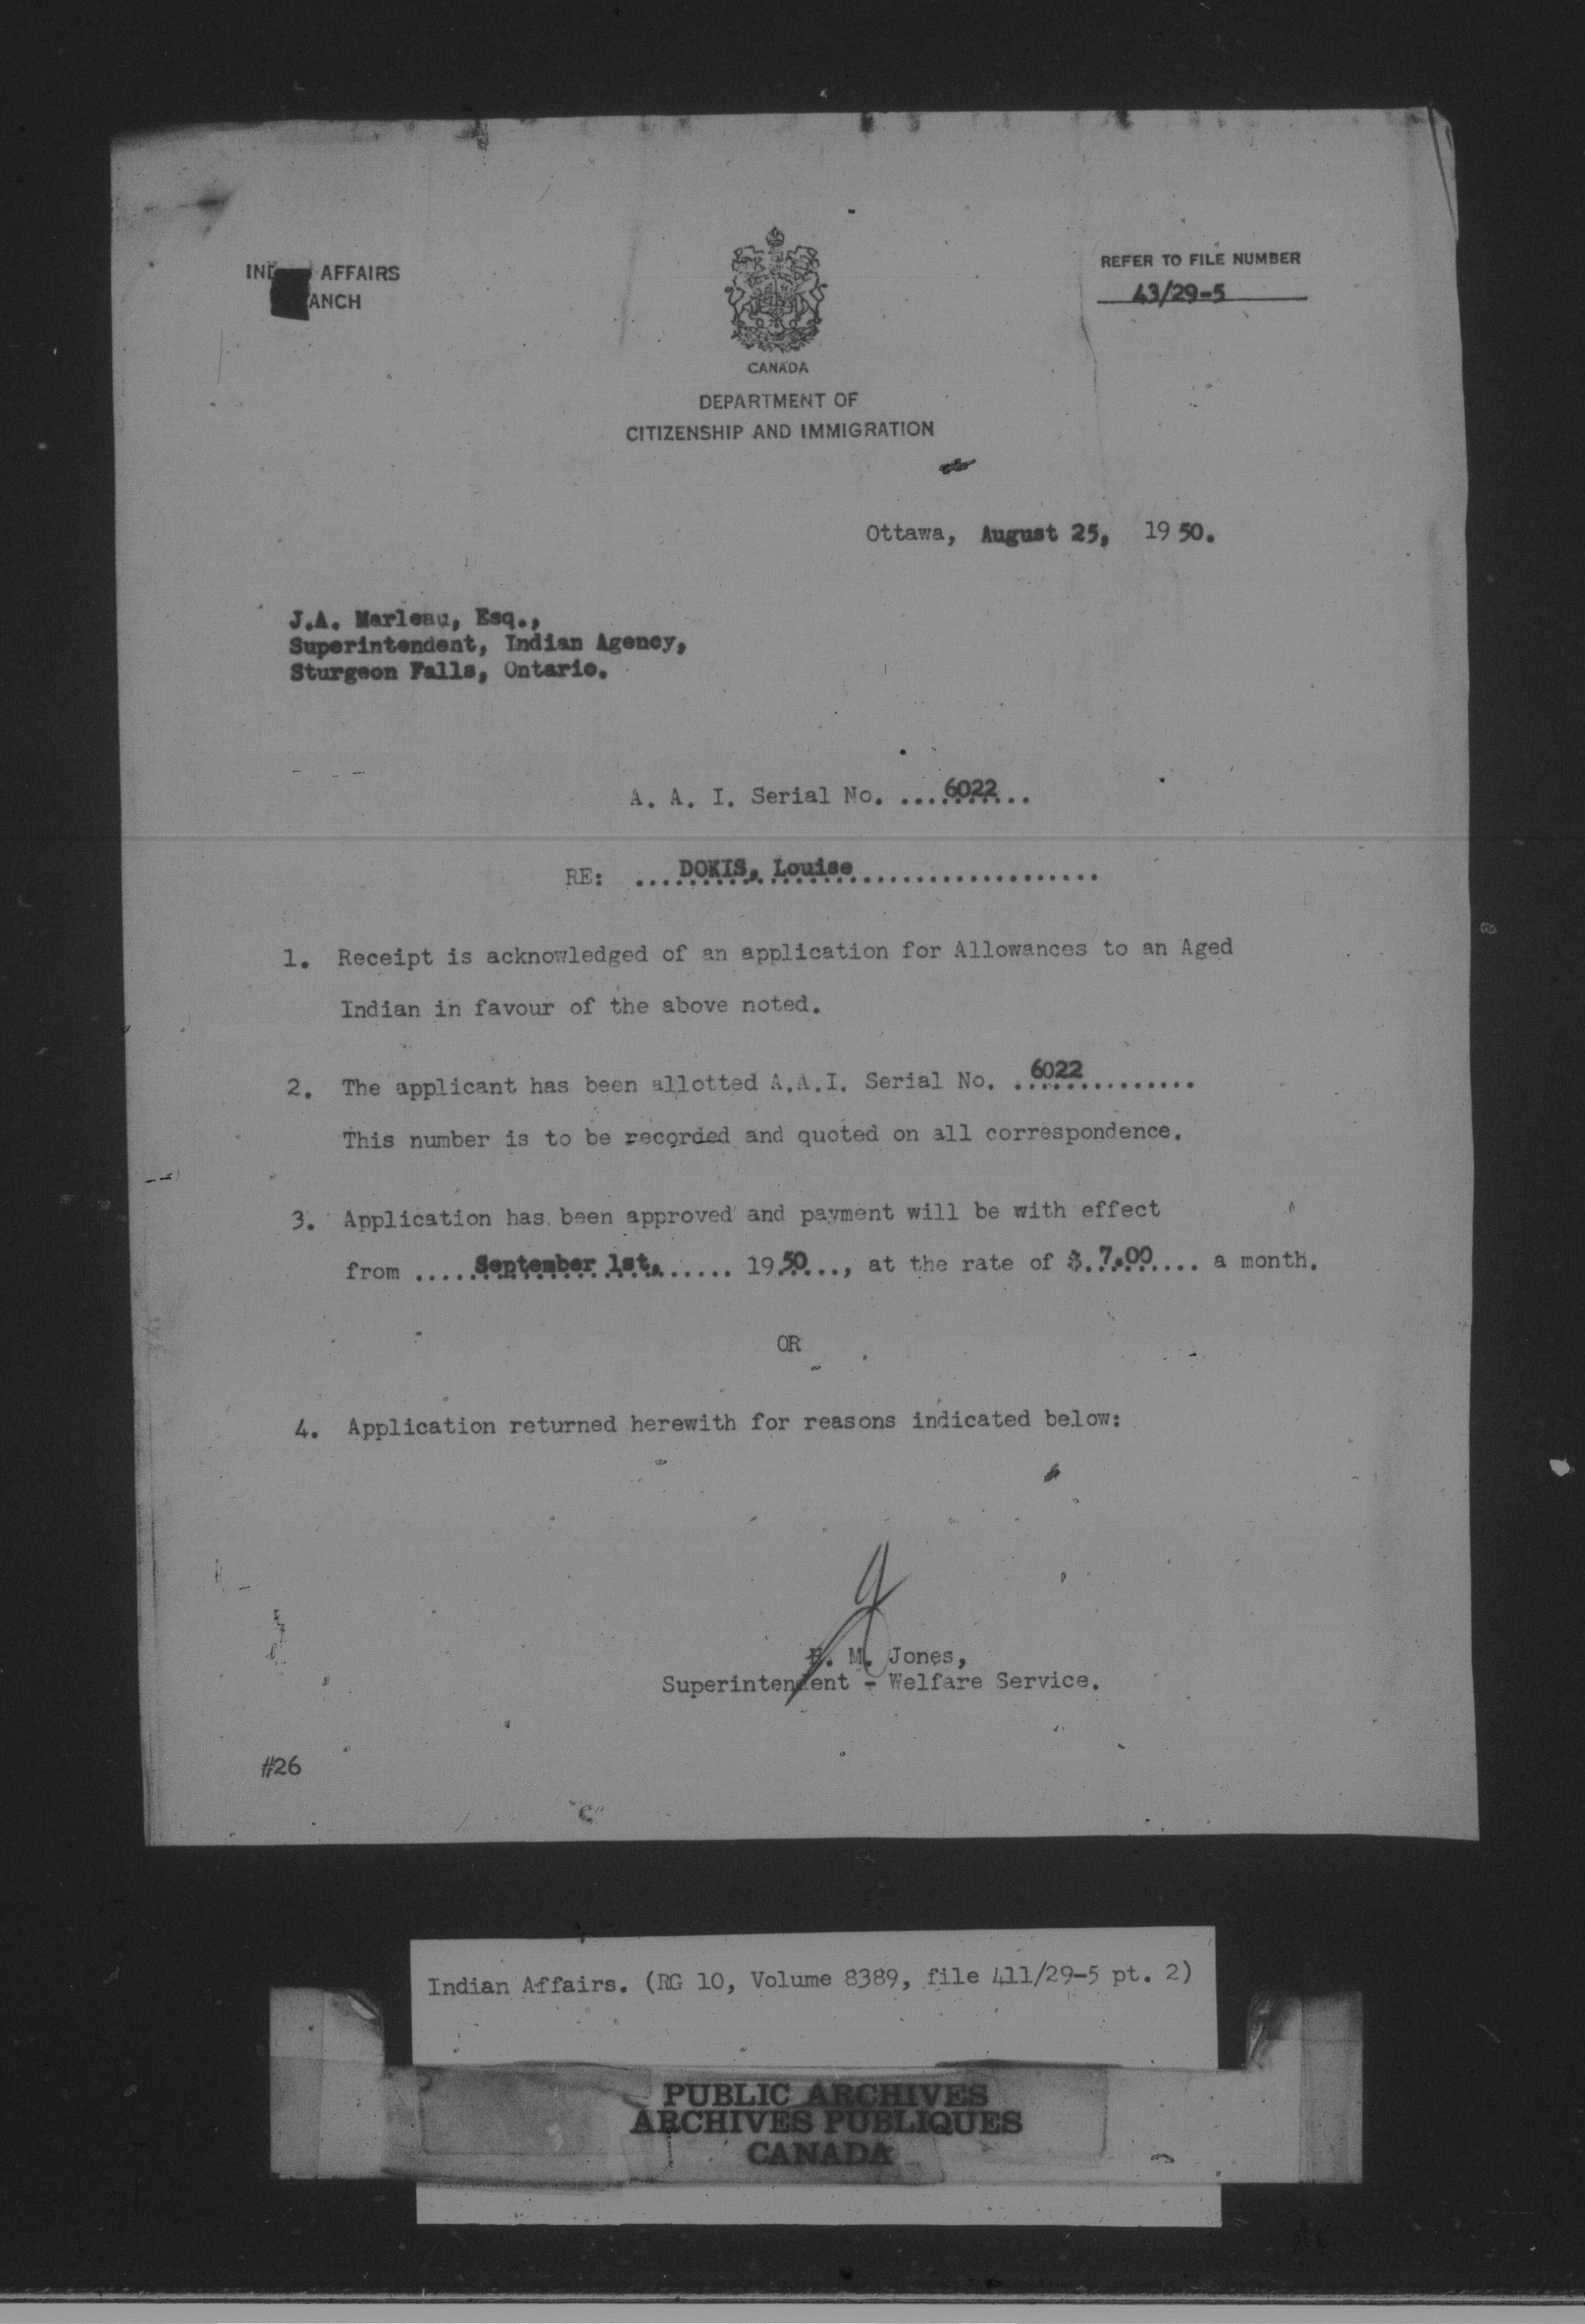 INDIAN AFFAIRS
BRANCH
REFER TO FILE NUMBER
43/29-5
CANADA
DEPARTMENT OF
CITIZENSHIP AND IMMIGRATION
Ottawa, August 25, 19 50.
J.A. Marleau, Esq.,
Superintendent, Indian Agency,
Sturgeon Falls, Ontario.
A. A. I. Serial No. ....6022...
RE: ....DOKIS, Louise..............................
1. Receipt is acknowledged of an application for Allowances to an Aged
Indian in favour of the above noted.
2. The applicant has been allotted A.A.I. Serial No. .6022...........
This number is to be recorded and quoted on all correspondence.
3. Application has been approved and payment will be with effect
from .....September 1st,...... 1950..., at the rate of $.7.00.... a month.
OR
4. Application returned herewith for reasons indicated below:
H. M. Jones,
Superintendent - Welfare Service.
#26
Indian Affairs. (RG 10, Volume 8389, file 411/29-5 pt. 2)
PUBLIC ARCHIVES
ARCHIVES PUBLIQUES
CANADA